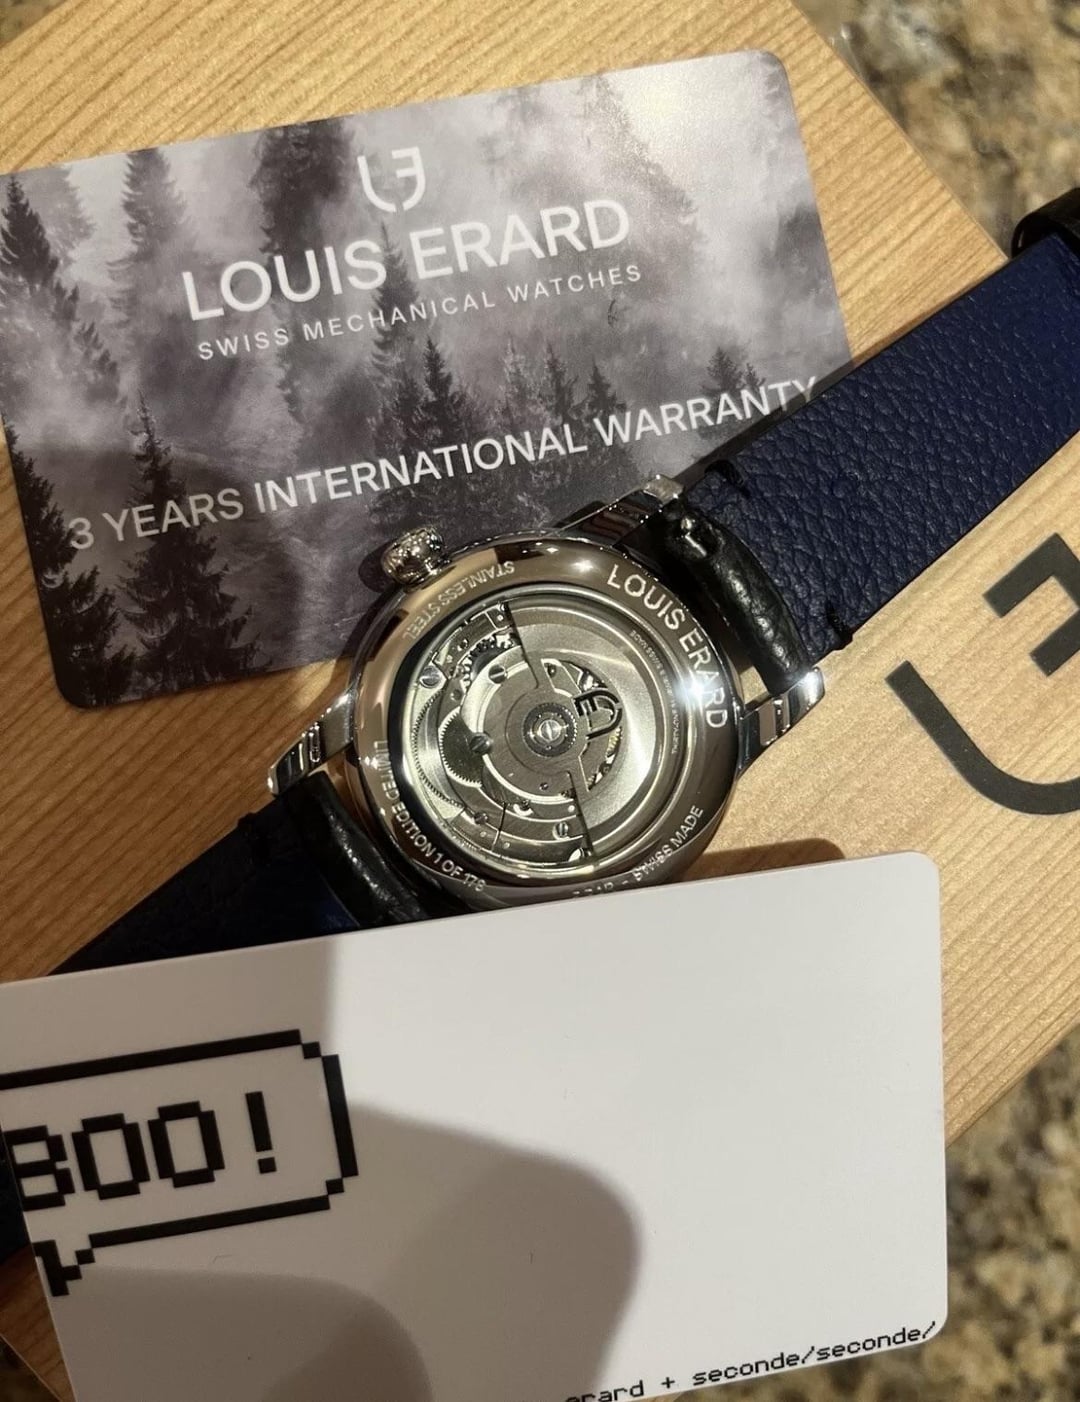 LOUIS ERARD
SWISS MECHANICAL WATCHES
3 YEARS INTERNATIONAL WARRANTY
STAINLESS STEEL
LOUIS ERARD
LIMITED EDITION 1 OF 178
SWISS MADE
BOO!
erard + seconde/seconde/